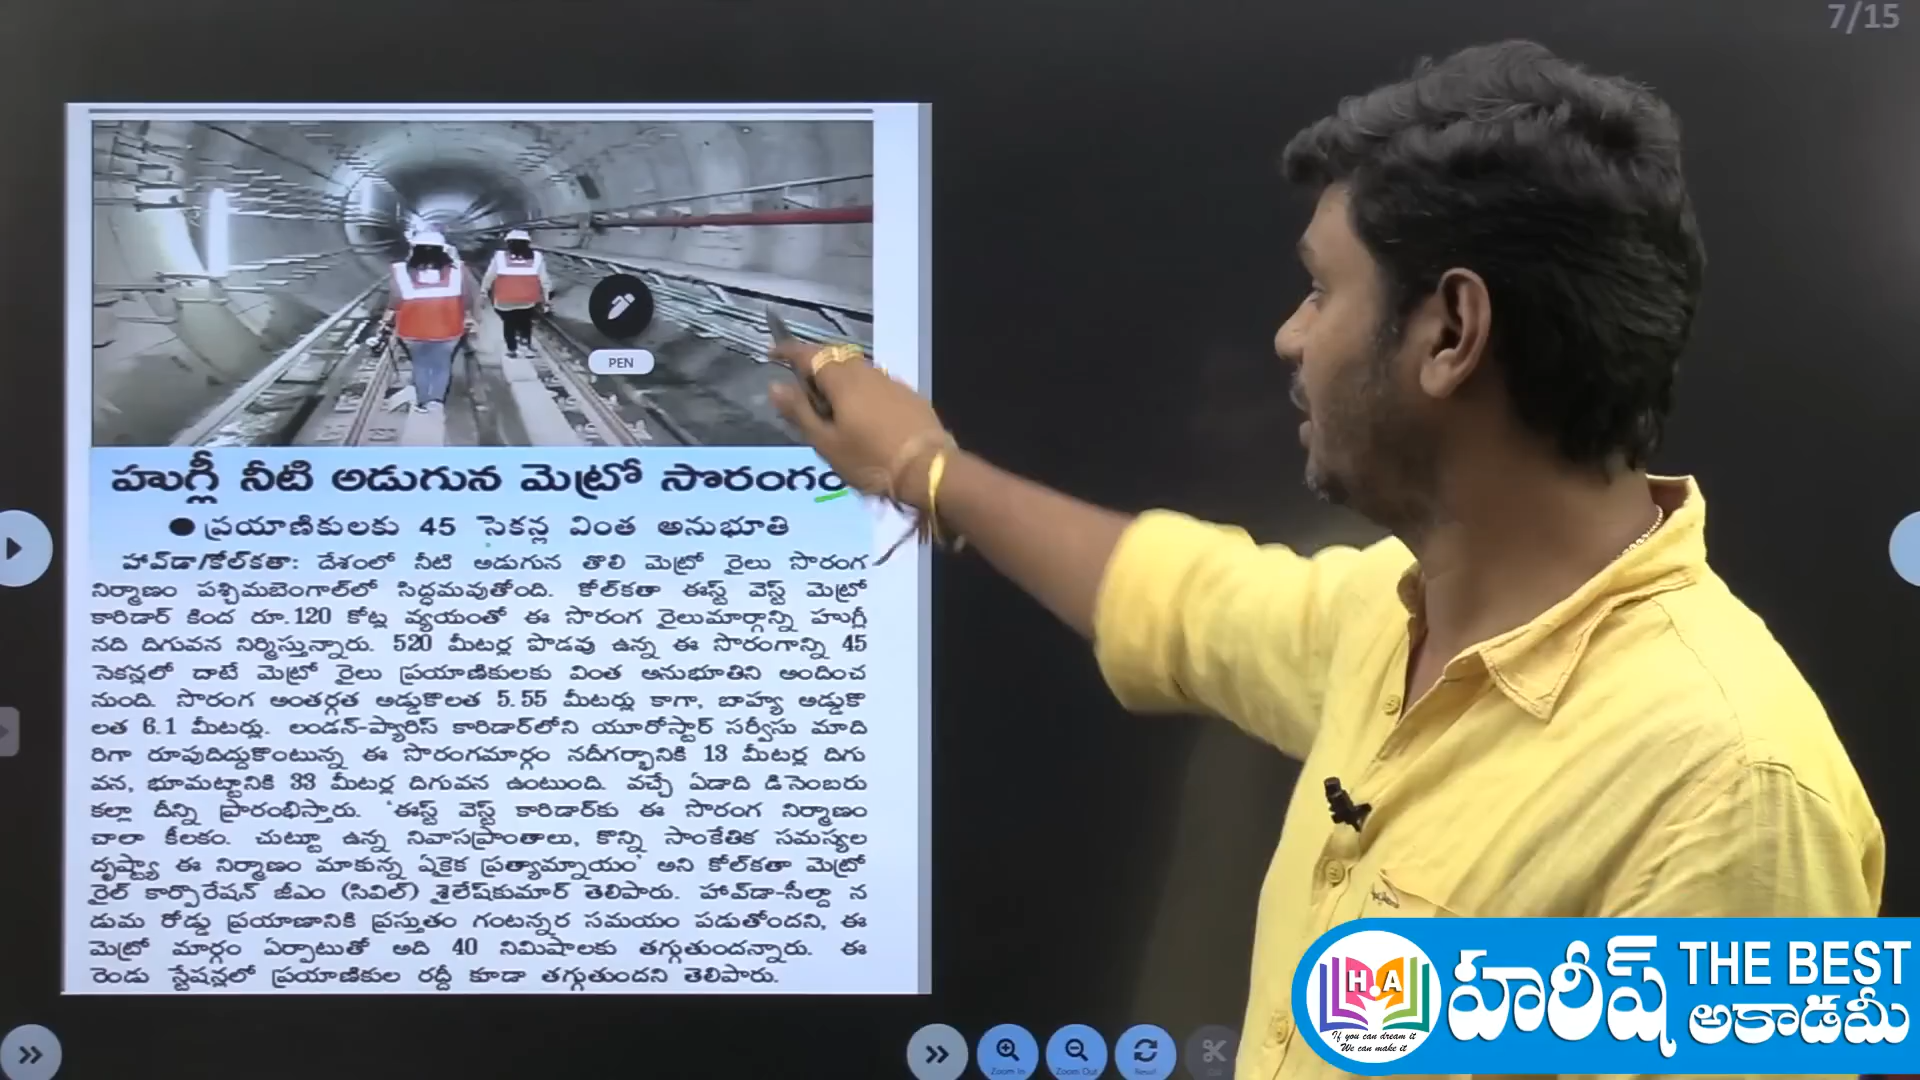 7/15
PEN
హుగ్లీ నీటి అడుగున మెట్రో సొరంగం
● ప్రయాణికులకు 45 సెకన్ల వింత అనుభూతి
హావ్‌డా/కోల్‌కతా: దేశంలో నీటి అడుగున తొలి మెట్రో రైలు సొరంగ
నిర్మాణం పశ్చిమబెంగాల్‌లో సిద్ధమవుతోంది. కోల్‌కతా ఈస్ట్ వెస్ట్ మెట్రో
కారిడార్ కింద రూ.120 కోట్ల వ్యయంతో ఈ సొరంగ రైలుమార్గాన్ని హుగ్లీ
నది దిగువన నిర్మిస్తున్నారు. 520 మీటర్ల పొడవు ఉన్న ఈ సొరంగాన్ని 45
సెకన్లలో దాటే మెట్రో రైలు ప్రయాణికులకు వింత అనుభూతిని అందించ
నుంది. సొరంగ అంతర్గత అడ్డుకొలత 5.55 మీటర్లు కాగా, బాహ్య అడ్డుకొ
లత 6.1 మీటర్లు. లండన్-ప్యారిస్ కారిడార్‌లోని యూరోస్టార్ సర్వీసు మాది
రిగా రూపుదిద్దుకొంటున్న ఈ సొరంగమార్గం నదీగర్భానికి 13 మీటర్ల దిగు
వన, భూమట్టానికి 33 మీటర్ల దిగువన ఉంటుంది. వచ్చే ఏడాది డిసెంబరు
కల్లా దీన్ని ప్రారంభిస్తారు. 'ఈస్ట్ వెస్ట్ కారిడార్‌కు ఈ సొరంగ నిర్మాణం
చాలా కీలకం. చుట్టూ ఉన్న నివాసప్రాంతాలు, కొన్ని సాంకేతిక సమస్యల
దృష్ట్యా ఈ నిర్మాణం మాకున్న ఏకైక ప్రత్యామ్నాయం' అని కోల్‌కతా మెట్రో
రైల్ కార్పొరేషన్ జీఎం (సివిల్) శైలేష్‌కుమార్ తెలిపారు. హావ్‌డా-సీల్దా న
డుమ రోడ్డు ప్రయాణానికి ప్రస్తుతం గంటన్నర సమయం పడుతోందని, ఈ
మెట్రో మార్గం ఏర్పాటుతో అది 40 నిమిషాలకు తగ్గుతుందన్నారు. ఈ
రెండు స్టేషన్లలో ప్రయాణికుల రద్దీ కూడా తగ్గుతుందని తెలిపారు.
Zoom In
Zoom Out
H.A
If you can dream it
We can make it
హరీష్
THE BEST
అకాడమీ